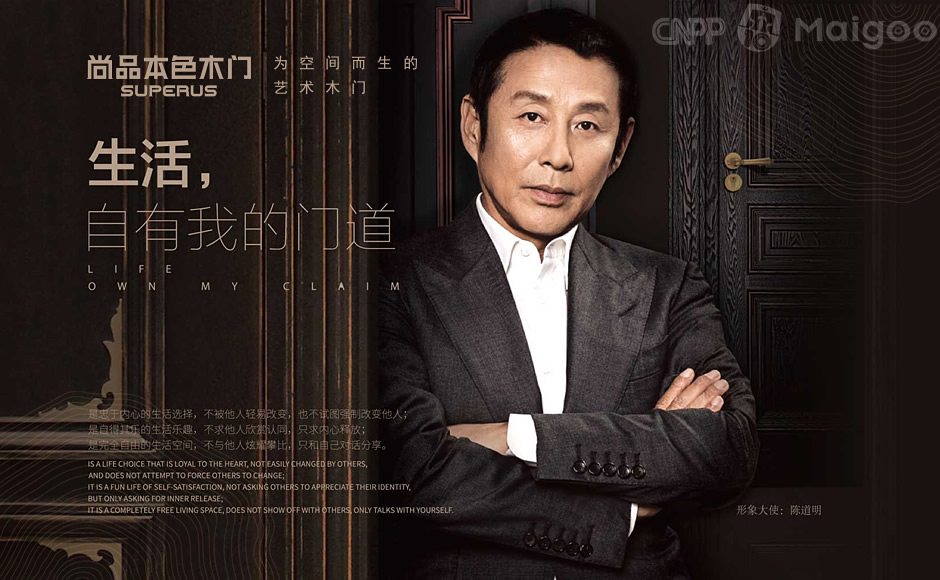 CNPP Maigoo
尚品本色木门
SUPERUS
为空间而生的
艺术木门
生活，
自有我的门道
LIFE
OWN MY CLAIM
是忠于内心的生活选择，不被他人轻易改变，也不试图强制改变他人；
是自得其乐的生活乐趣，不求他人欣赏认同，只求内心释放；
是完全自由的生活空间，不与他人炫耀攀比，只和自己对话分享。
IS A LIFE CHOICE THAT IS LOYAL TO THE HEART, NOT EASILY CHANGED BY OTHERS,
AND DOES NOT ATTEMPT TO FORCE OTHERS TO CHANGE;
IT IS A FUN LIFE OF SELF-SATISFACTION, NOT ASKING OTHERS TO APPRECIATE THEIR IDENTITY,
BUT ONLY ASKING FOR INNER RELEASE;
IT IS A COMPLETELY FREE LIVING SPACE, DOES NOT SHOW OFF WITH OTHERS, ONLY TALKS WITH YOURSELF.
形象大使：陈道明